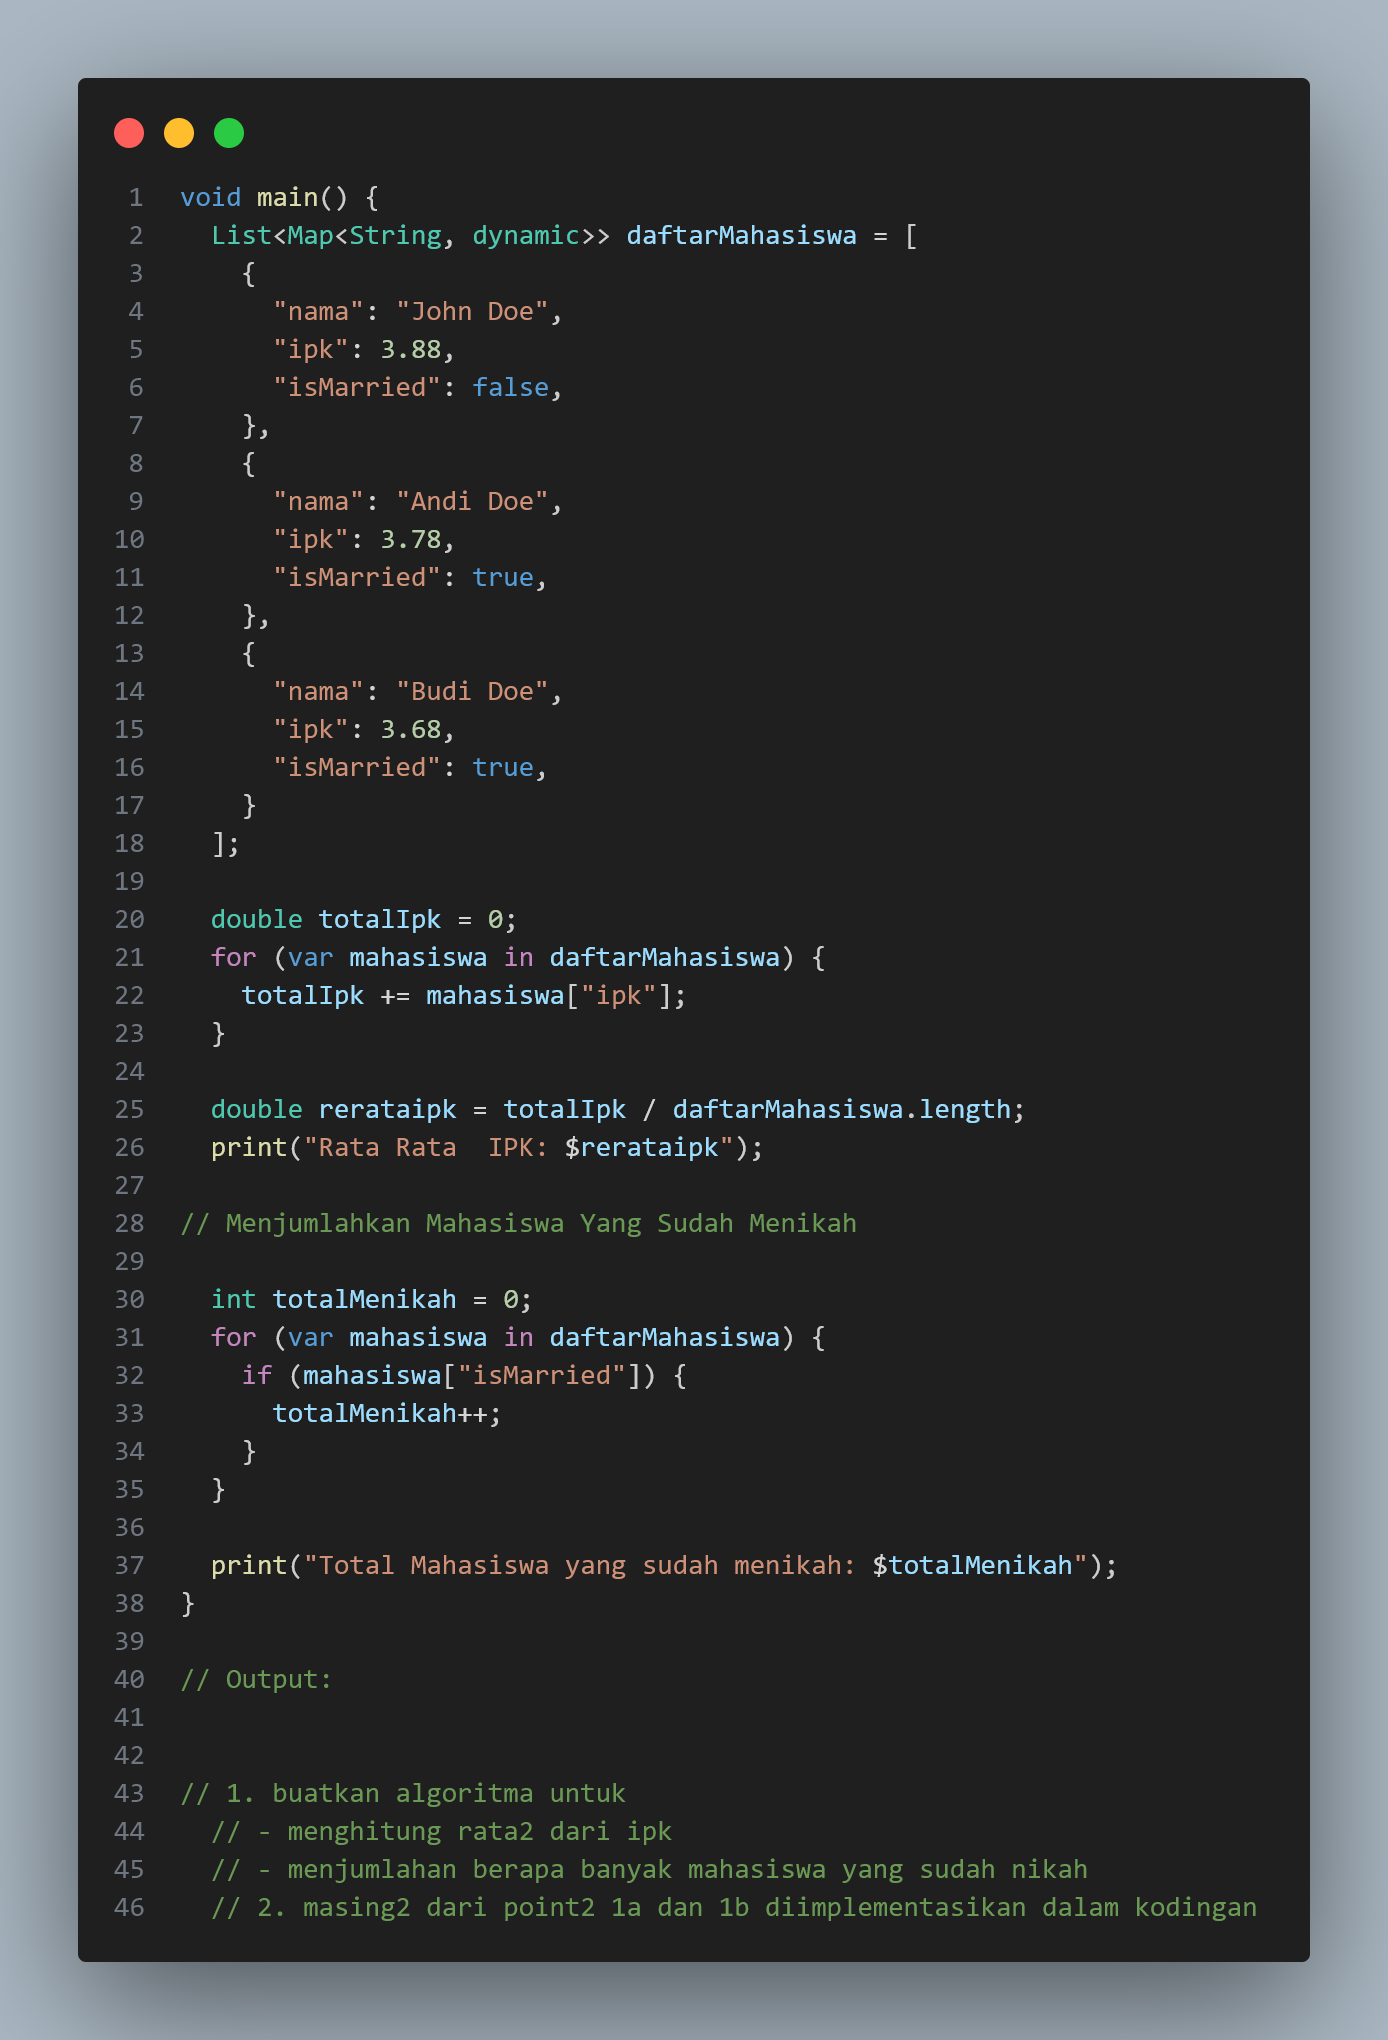 1 void main() {
2   List<Map<String, dynamic>> daftarMahasiswa = [
3     {
4       "nama": "John Doe",
5       "ipk": 3.88,
6       "isMarried": false,
7     },
8     {
9       "nama": "Andi Doe",
10       "ipk": 3.78,
11       "isMarried": true,
12     },
13     {
14       "nama": "Budi Doe",
15       "ipk": 3.68,
16       "isMarried": true,
17     }
18   ];
19
20   double totalIpk = 0;
21   for (var mahasiswa in daftarMahasiswa) {
22     totalIpk += mahasiswa["ipk"];
23   }
24
25   double rerataipk = totalIpk / daftarMahasiswa.length;
26   print("Rata Rata  IPK: $rerataipk");
27
28 // Menjumlahkan Mahasiswa Yang Sudah Menikah
29
30   int totalMenikah = 0;
31   for (var mahasiswa in daftarMahasiswa) {
32     if (mahasiswa["isMarried"]) {
33       totalMenikah++;
34     }
35   }
36
37   print("Total Mahasiswa yang sudah menikah: $totalMenikah");
38 }
39
40 // Output:
41
42
43 // 1. buatkan algoritma untuk
44   // - menghitung rata2 dari ipk
45   // - menjumlahan berapa banyak mahasiswa yang sudah nikah
46   // 2. masing2 dari point2 1a dan 1b diimplementasikan dalam kodingan